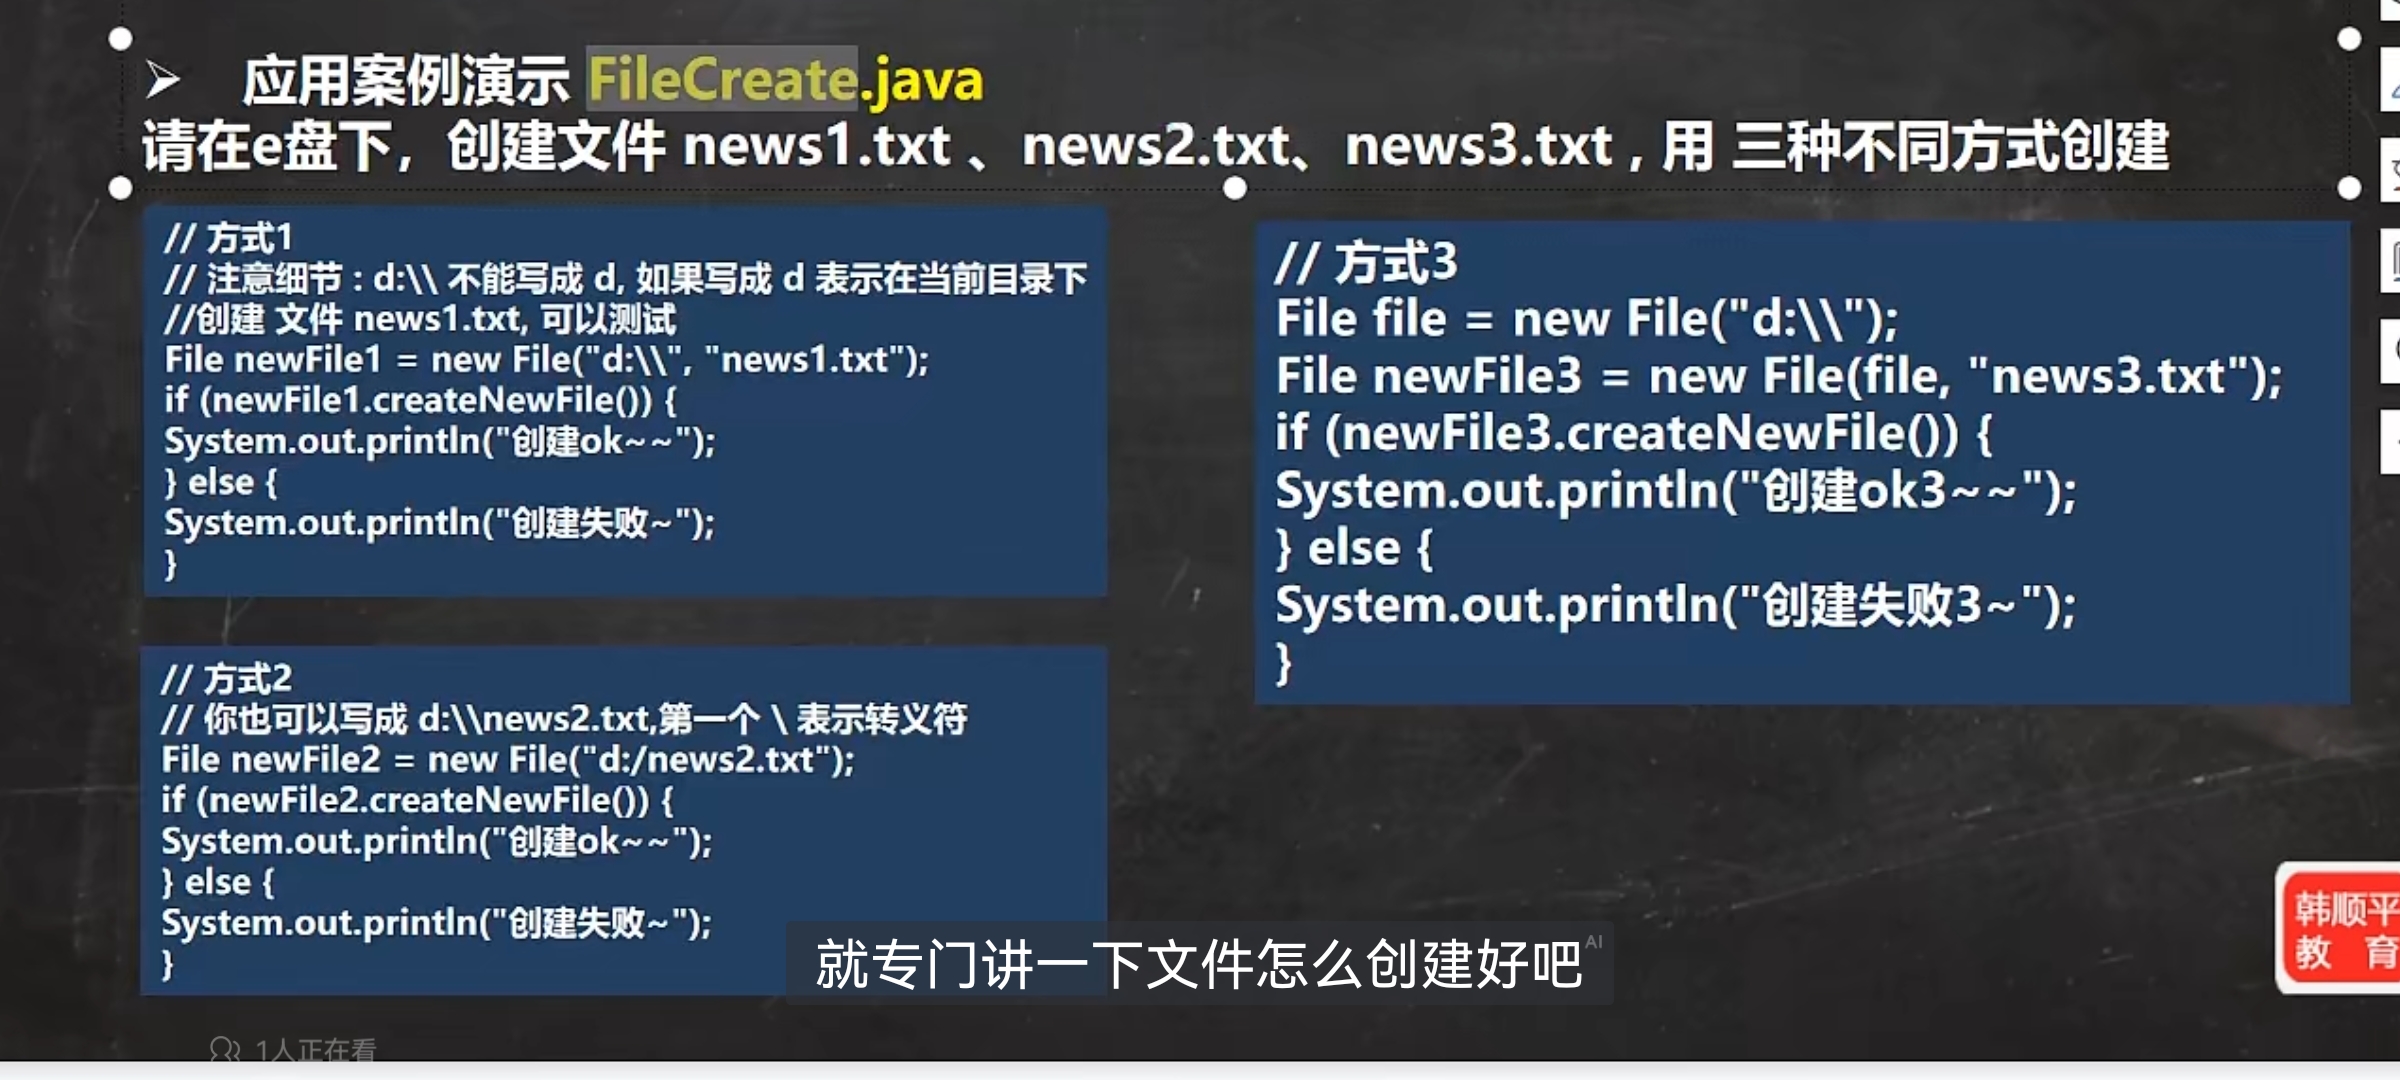 ➢ 应用案例演示 FileCreate.java
请在e盘下，创建文件 news1.txt 、news2.txt、news3.txt , 用 三种不同方式创建
// 方式1
// 注意细节 : d:\\ 不能写成 d, 如果写成 d 表示在当前目录下
//创建 文件 news1.txt, 可以测试
File newFile1 = new File("d:\\", "news1.txt");
if (newFile1.createNewFile()) {
System.out.println("创建ok~~");
} else {
System.out.println("创建失败~");
}
// 方式2
// 你也可以写成 d:\\news2.txt,第一个 \ 表示转义符
File newFile2 = new File("d:/news2.txt");
if (newFile2.createNewFile()) {
System.out.println("创建ok~~");
} else {
System.out.println("创建失败~");
}
// 方式3
File file = new File("d:\\");
File newFile3 = new File(file, "news3.txt");
if (newFile3.createNewFile()) {
System.out.println("创建ok3~~");
} else {
System.out.println("创建失败3~");
}
韩顺平
教 育
就专门讲一下文件怎么创建好吧 AI
1人正在看